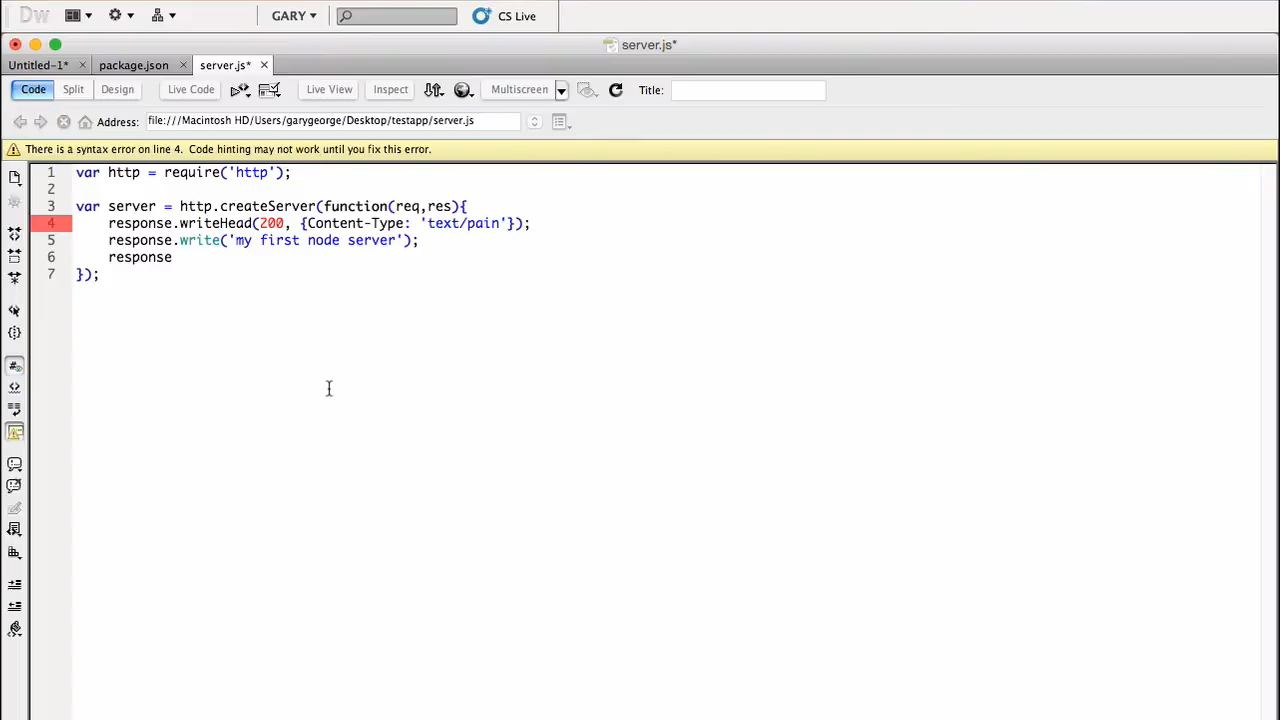 Dw GARY CS Live
server.js*
Untitled-1* package.json server.js*
Code Split Design Live Code Live View Inspect Multiscreen Title:
Address: file:///Macintosh HD/Users/garygeorge/Desktop/testapp/server.js
There is a syntax error on line 4. Code hinting may not work until you fix this error.
1 var http = require('http');
2
3 var server = http.createServer(function(req,res){
4 response.writeHead(200, {Content-Type: 'text/pain'});
5 response.write('my first node server');
6 response
7 });